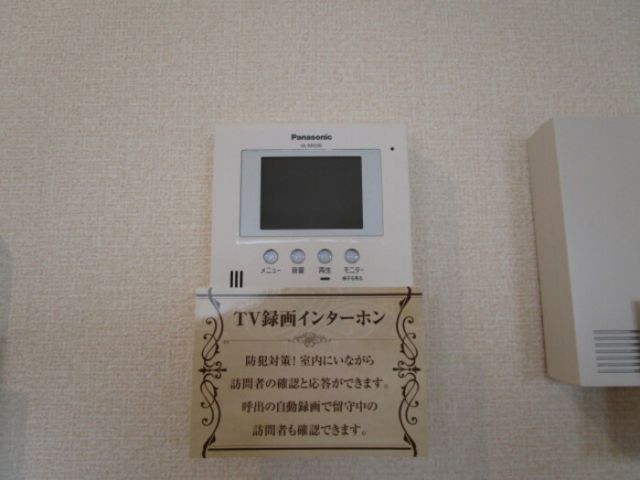 Panasonic
メニュー 音量 再生 モニター
TV録画インターホン
防犯対策!室内にいながら
訪問者の確認と応答ができます。
呼出の自動録画で留守中の
訪問者も確認できます。